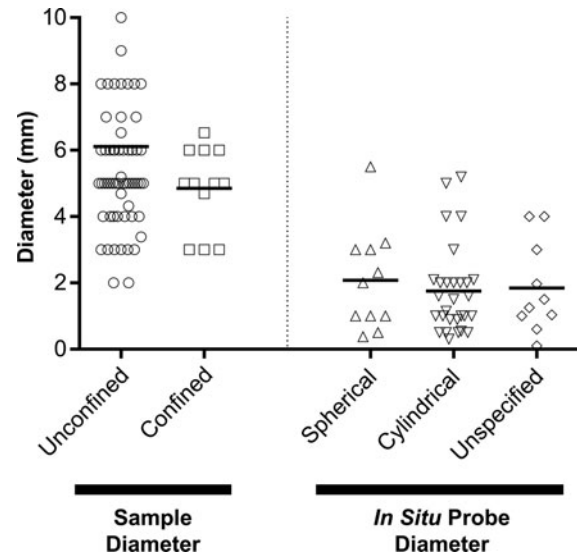 10
8
6
4
2
0
Diameter (mm)
Unconfined
Confined
Spherical
Cylindrical
Unspecified
Sample
Diameter
In Situ Probe
Diameter